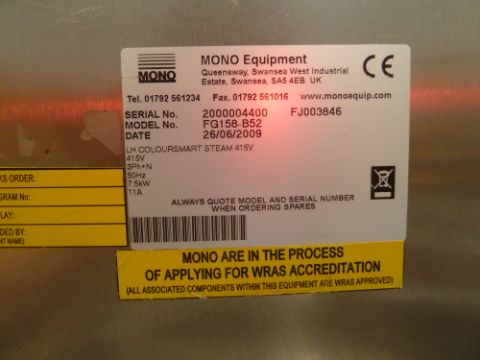 MONO
MONO Equipment
Queensway, Swansea West Industrial
Estate, Swansea, SA5 4EB. UK
CE
Tel. 01792 561234 Fax. 01792 561016 www.monoequip.com
SERIAL No. 2000004400 FJ003846
MODEL No. FG158-B52
DATE 26/06/2009
LH COLOURSMART STEAM 415V
415V
3Ph+N
50Hz
7.5kW
11A
ALWAYS QUOTE MODEL AND SERIAL NUMBER
WHEN ORDERING SPARES
KS ORDER:
GRAM No:
PLAY:
DED BY:
NT NAME)
MONO ARE IN THE PROCESS
OF APPLYING FOR WRAS ACCREDITATION
(ALL ASSOCIATED COMPONENTS WITHIN THIS EQUIPMENT ARE WRAS APPROVED)